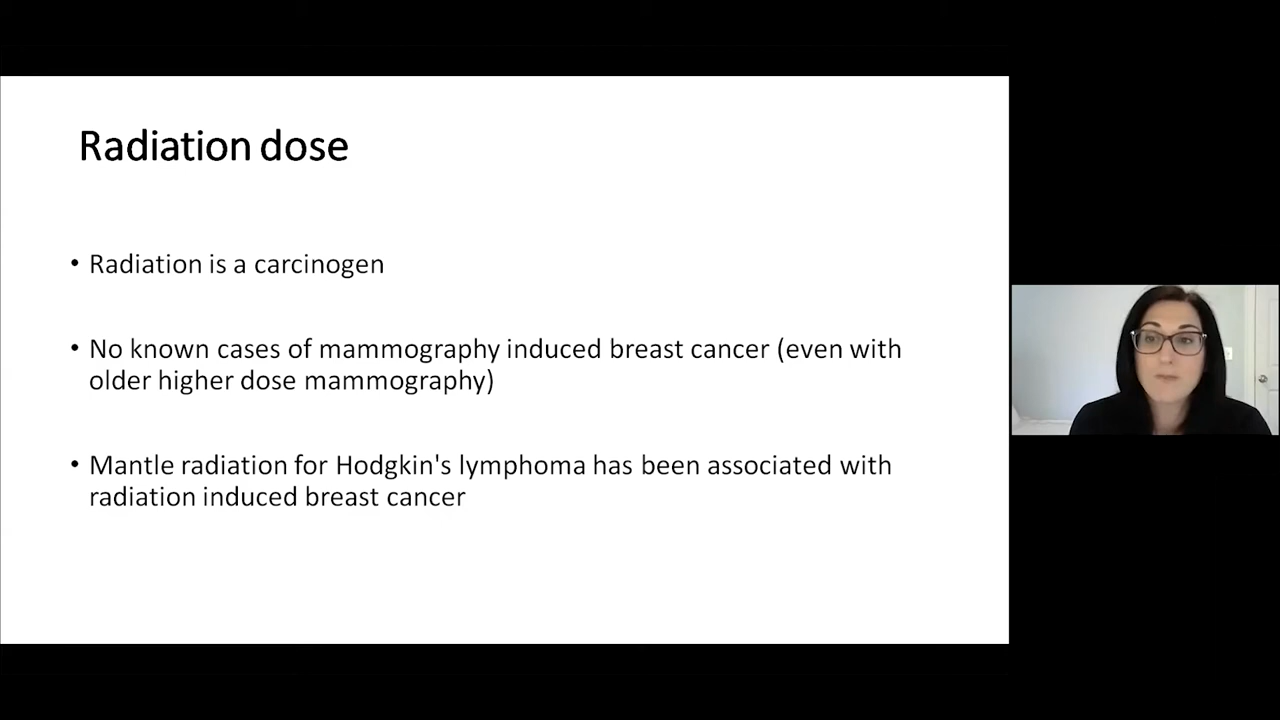 Radiation dose
• Radiation is a carcinogen
• No known cases of mammography induced breast cancer (even with
older higher dose mammography)
• Mantle radiation for Hodgkin's lymphoma has been associated with
radiation induced breast cancer